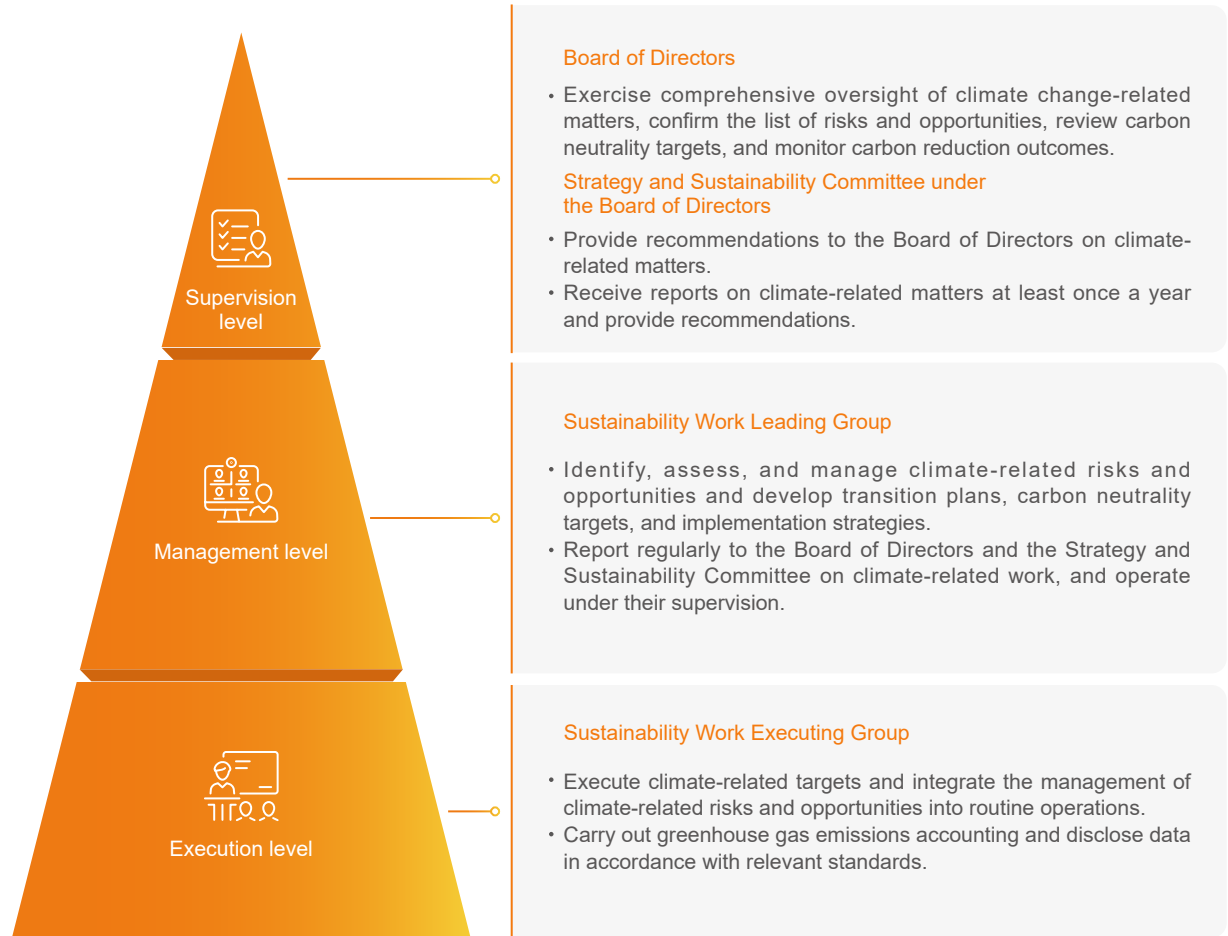 Board of Directors
• Exercise comprehensive oversight of climate change-related
matters, confirm the list of risks and opportunities, review carbon
neutrality targets, and monitor carbon reduction outcomes.
Strategy and Sustainability Committee under
the Board of Directors
• Provide recommendations to the Board of Directors on climate-
related matters.
• Receive reports on climate-related matters at least once a year
and provide recommendations.
Supervision
level
Sustainability Work Leading Group
• Identify, assess, and manage climate-related risks and
opportunities and develop transition plans, carbon neutrality
targets, and implementation strategies.
• Report regularly to the Board of Directors and the Strategy and
Sustainability Committee on climate-related work, and operate
under their supervision.
Management level
Sustainability Work Executing Group
• Execute climate-related targets and integrate the management of
climate-related risks and opportunities into routine operations.
• Carry out greenhouse gas emissions accounting and disclose data
in accordance with relevant standards.
Execution level